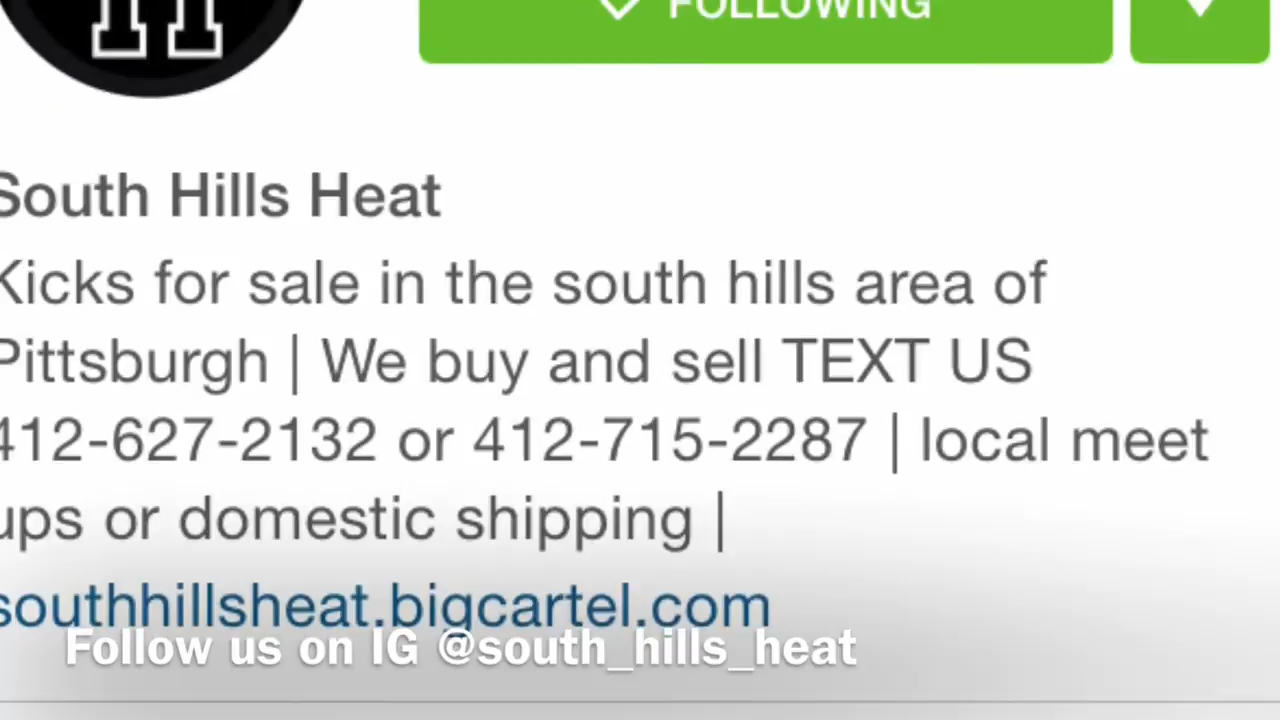 FOLLOWING
South Hills Heat
Kicks for sale in the south hills area of
Pittsburgh | We buy and sell TEXT US
412-627-2132 or 412-715-2287 | local meet
ups or domestic shipping |
southhillsheat.bigcartel.com
Follow us on IG @south_hills_heat